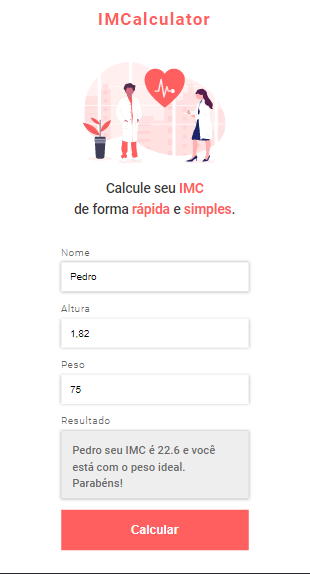 IMCalculator
Calcule seu IMC
de forma rápida e simples.
Nome
Pedro
Altura
1,82
Peso
75
Resultado
Pedro seu IMC é 22.6 e você
está com o peso ideal.
Parabéns!
Calcular